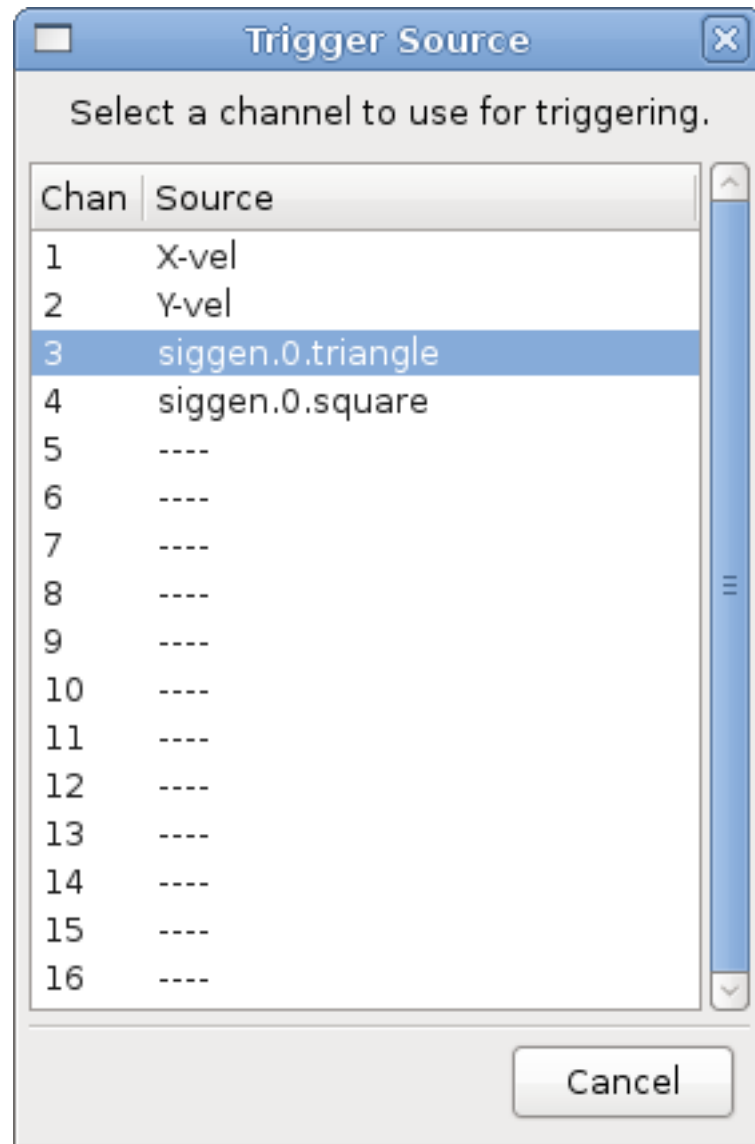 Trigger Source
Select a channel to use for triggering.
Chan Source
1 X-vel
2 Y-vel
3 siggen.0.triangle
4 siggen.0.square
5 ----
6 ----
7 ----
8 ----
9 ----
10 ----
11 ----
12 ----
13 ----
14 ----
15 ----
16 ----
Cancel